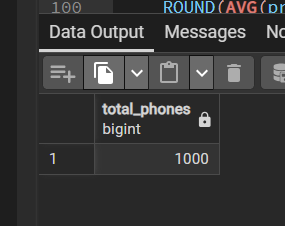 100 ROUND(AVG(pr
Data Output Messages No
total_phones
bigint
1 1000